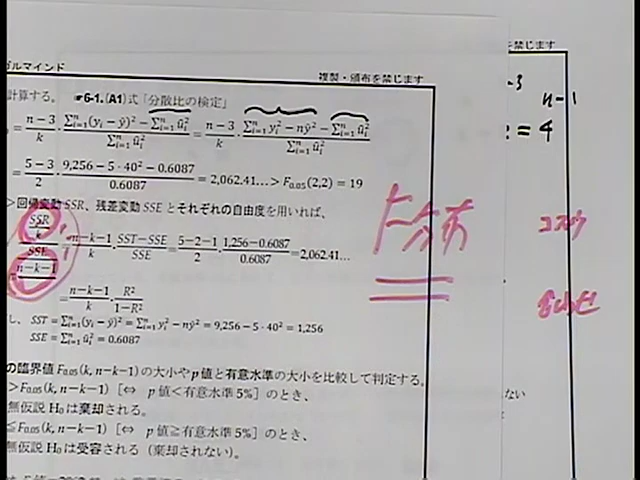 ガルマインド
複製・頒布を禁じます
を禁じます
計算する。 ☞6-1.(A1)式「分散比の検定」
= n−3/k · Σⁿᵢ₌₁(yᵢ−ȳ)²−Σⁿᵢ₌₁ûᵢ²/Σⁿᵢ₌₁ûᵢ² = n−3/k · Σⁿᵢ₌₁yᵢ²−nȳ²−Σⁿᵢ₌₁ûᵢ²/Σⁿᵢ₌₁ûᵢ²
n-1
= 4
= 5−3/2 · 9,256−5·40²−0.6087/0.6087 = 2,062.41…> F₀.₀₅(2,2) = 19
>回帰変動 SSR、残差変動 SSE とそれぞれの自由度を用いれば、
SSR/k / SSE/n−k−1 = n−k−1/k · SST−SSE/SSE = 5−2−1/2 · 1,256−0.6087/0.6087 = 2,062.41…
F分布
= n−k−1/k · R²/1−R²
し、 SST = Σⁿᵢ₌₁(yᵢ−ȳ)² = Σⁿᵢ₌₁yᵢ²−nȳ² = 9,256−5·40² = 1,256
SSE = Σⁿᵢ₌₁ûᵢ² = 0.6087
の臨界値 F₀.₀₅(k, n−k−1) の大小や p 値と有意水準の大小を比較して判定する。
>F₀.₀₅(k, n−k−1) [⇔ p 値<有意水準 5%] のとき、
無仮説 H₀ は棄却される。
≦F₀.₀₅(k, n−k−1) [⇔ p 値≧有意水準 5%] のとき、
無仮説 H₀ は受容される（棄却されない）。